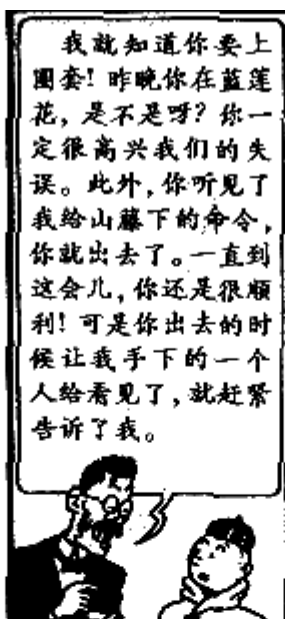 我就知道你要上
圈套！昨晚你在蓝莲
花，是不是呀？你一
定很高兴我们的失
误。此外，你听见了
我给山藤下的命令，
你就出去了。一直到
这会儿，你还是很顺
利！可是你出去的时
候让我手下的一个
人给看见了，就赶紧
告诉了我。